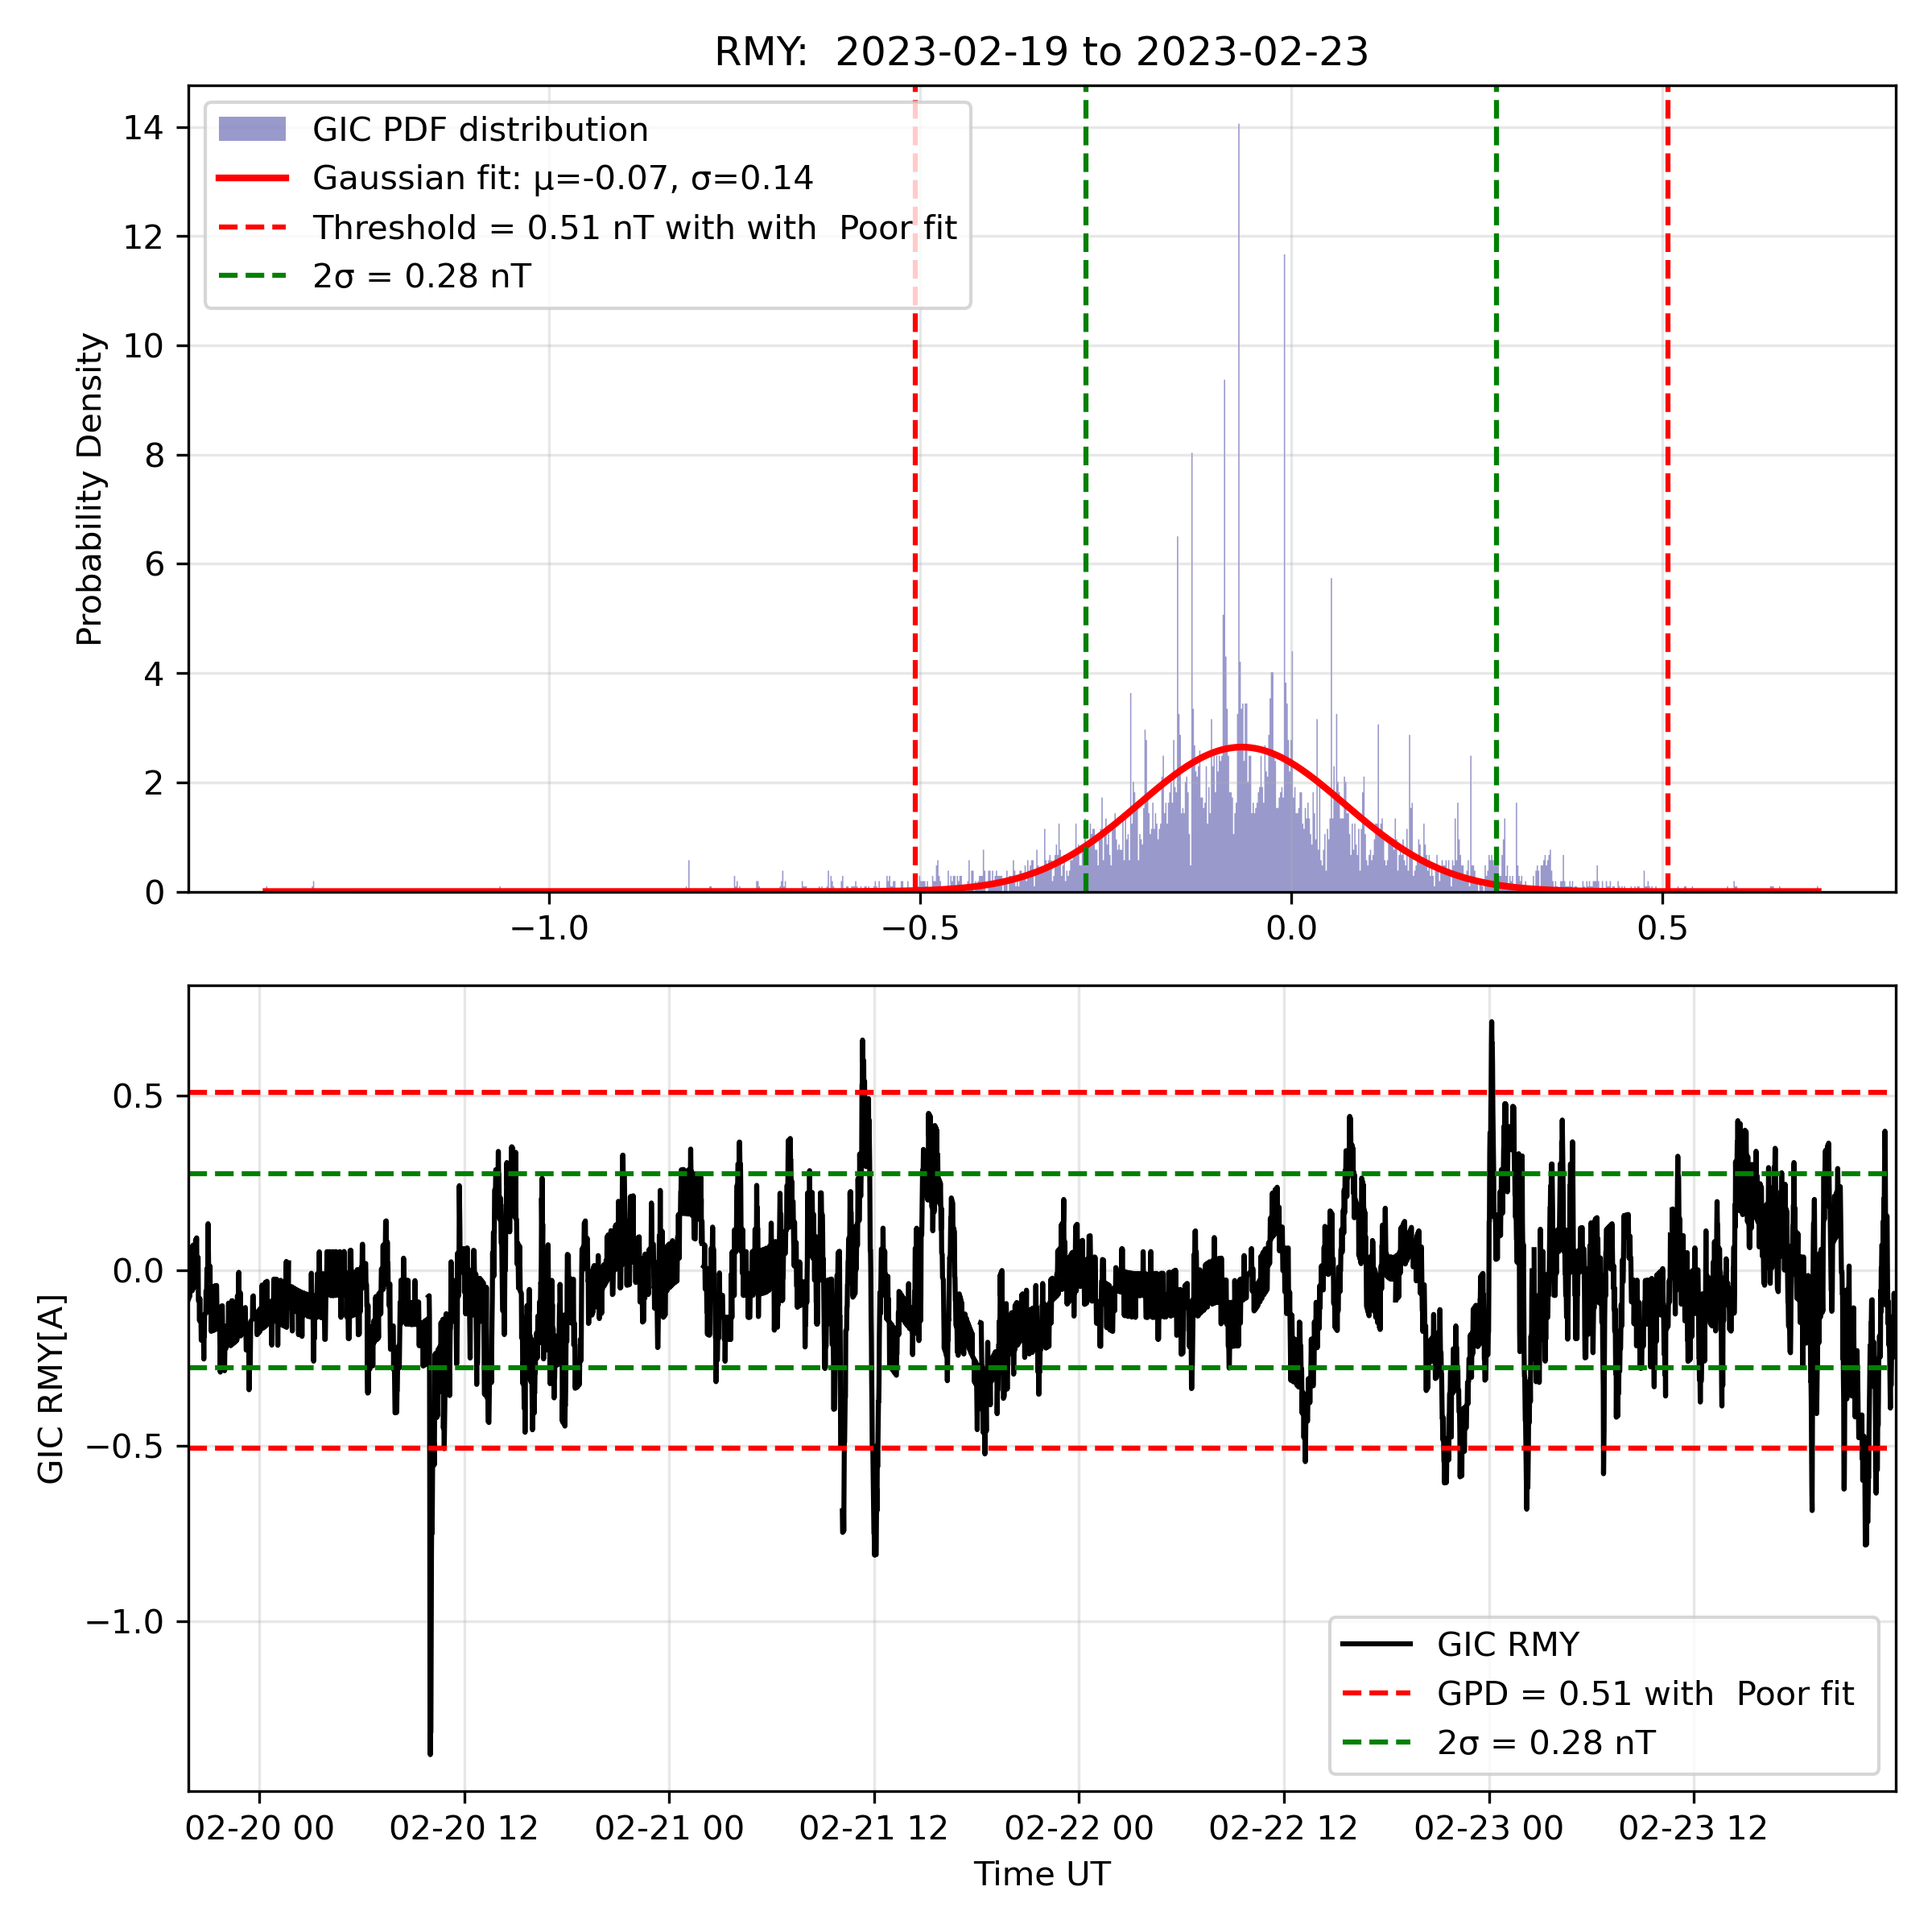 RMY:  2023-02-19 to 2023-02-23
GIC PDF distribution
Gaussian fit: μ=-0.07, σ=0.14
Threshold = 0.51 nT with with  Poor fit
2σ = 0.28 nT
Probability Density
14
12
10
8
6
4
2
0
−1.0
−0.5
0.0
0.5
GIC RMY[A]
0.5
0.0
−0.5
−1.0
GIC RMY
GPD = 0.51 with  Poor fit
2σ = 0.28 nT
02-20 00
02-20 12
02-21 00
02-21 12
02-22 00
02-22 12
02-23 00
02-23 12
Time UT